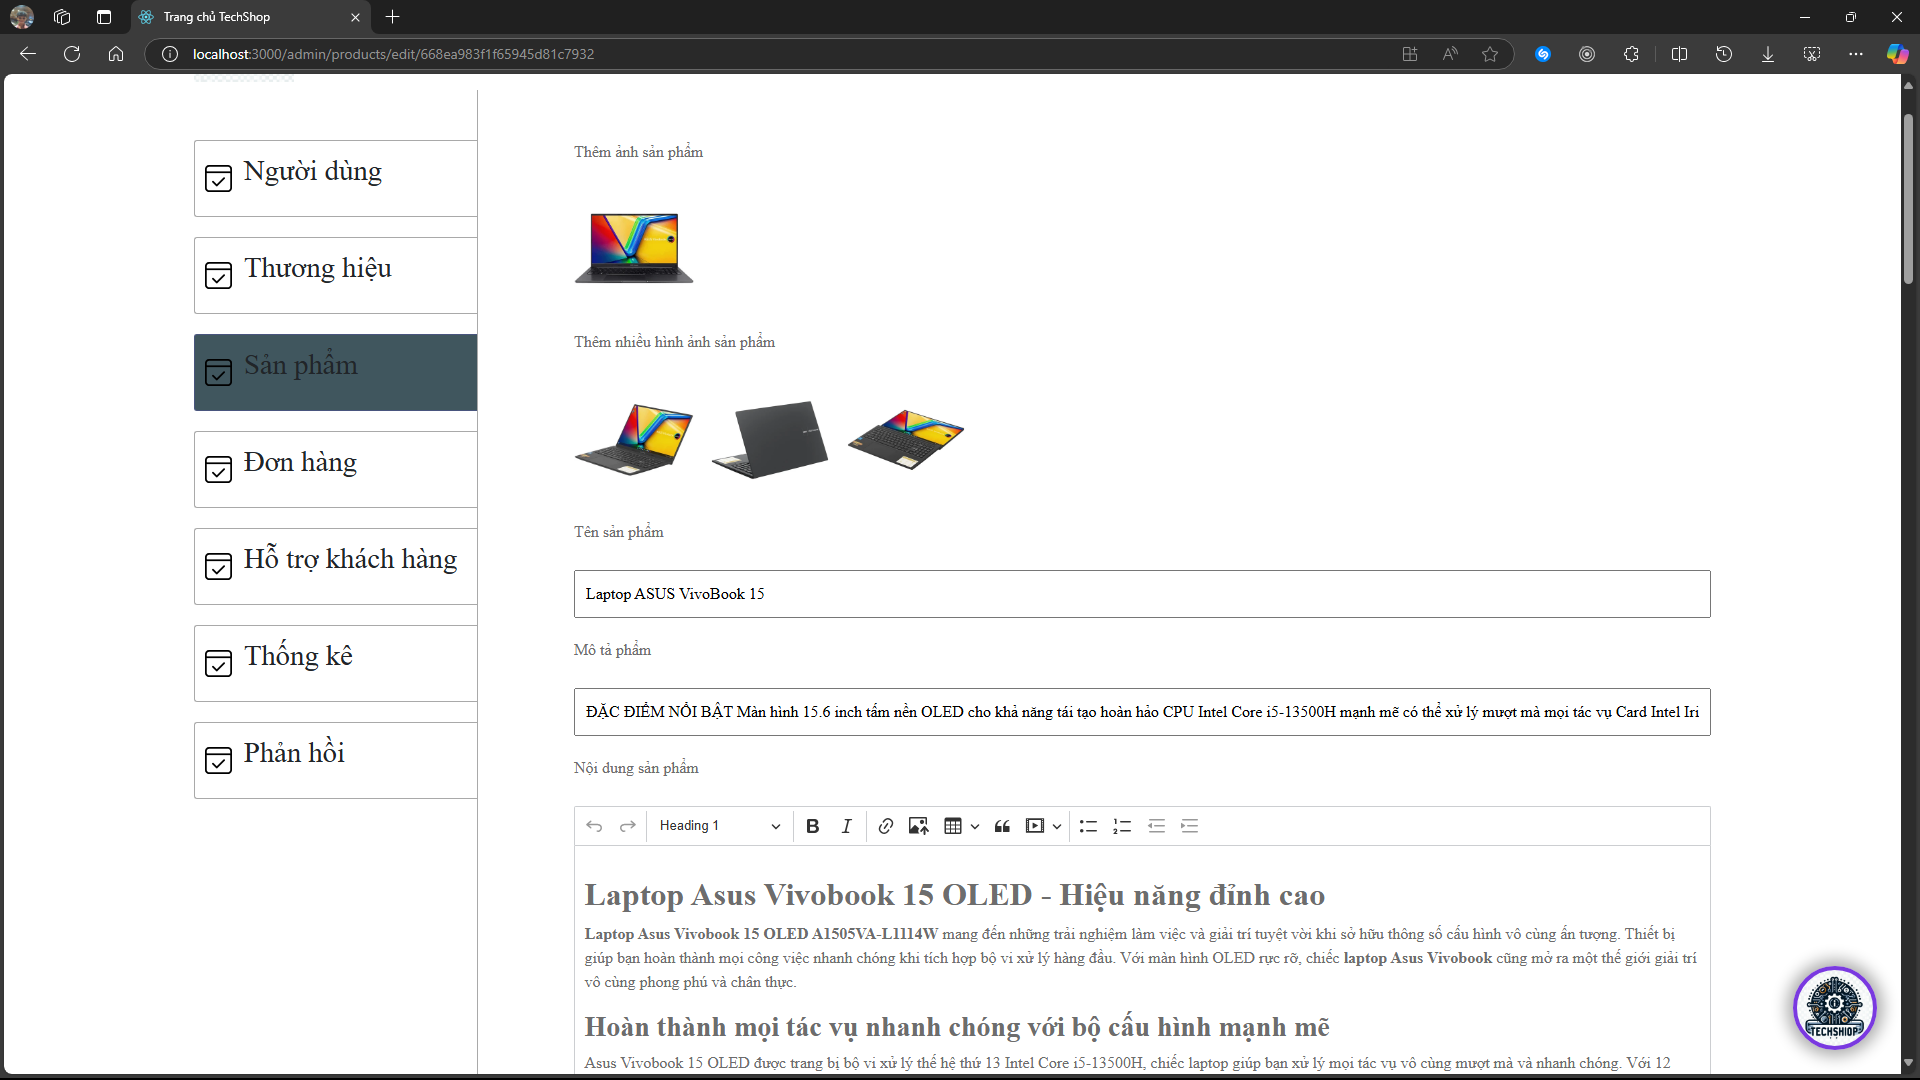 Trang chủ TechShop
localhost:3000/admin/products/edit/668ea983f1f65945d81c7932
Người dùng
Thương hiệu
Sản phẩm
Đơn hàng
Hỗ trợ khách hàng
Thống kê
Phản hồi
Thêm ảnh sản phẩm
Thêm nhiều hình ảnh sản phẩm
Tên sản phẩm
Laptop ASUS VivoBook 15
Mô tả phẩm
ĐẶC ĐIỂM NỔI BẬT Màn hình 15.6 inch tấm nền OLED cho khả năng tái tạo hoàn hảo CPU Intel Core i5-13500H mạnh mẽ có thể xử lý mượt mà mọi tác vụ Card Intel Iri
Nội dung sản phẩm
Heading 1
Laptop Asus Vivobook 15 OLED - Hiệu năng đỉnh cao
Laptop Asus Vivobook 15 OLED A1505VA-L1114W mang đến những trải nghiệm làm việc và giải trí tuyệt vời khi sở hữu thông số cấu hình vô cùng ấn tượng. Thiết bị
giúp bạn hoàn thành mọi công việc nhanh chóng khi tích hợp bộ vi xử lý hàng đầu. Với màn hình OLED rực rỡ, chiếc laptop Asus Vivobook cũng mở ra một thế giới giải trí
vô cùng phong phú và chân thực.
Hoàn thành mọi tác vụ nhanh chóng với bộ cấu hình mạnh mẽ
Asus Vivobook 15 OLED được trang bị bộ vi xử lý thế hệ thứ 13 Intel Core i5-13500H, chiếc laptop giúp bạn xử lý mọi tác vụ vô cùng mượt mà và nhanh chóng. Với 12
TECHSHIOP